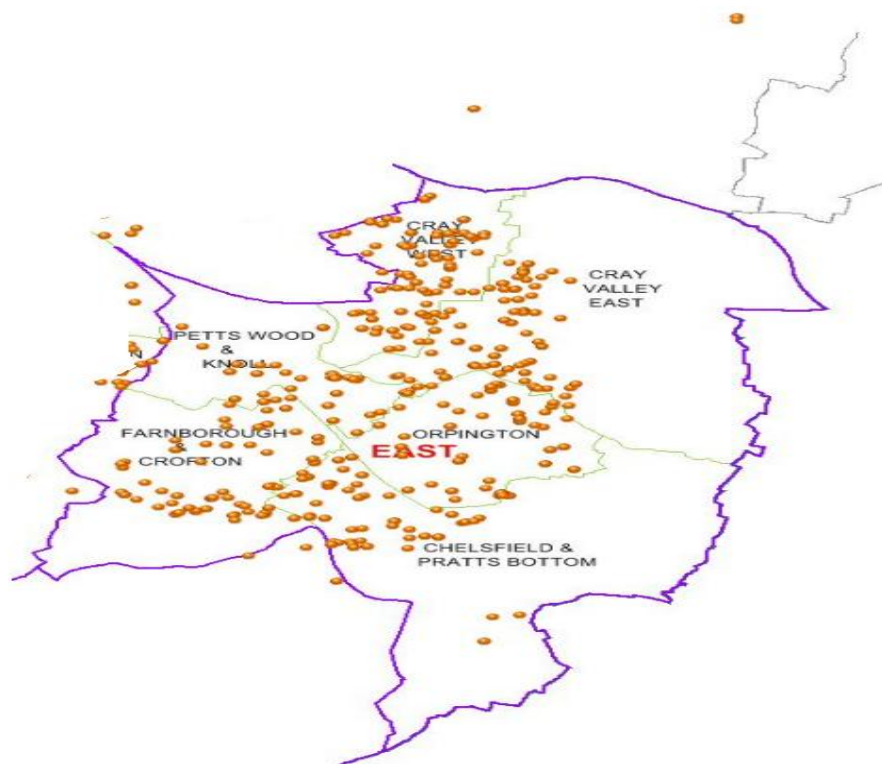 CRAY
VALLEY
WEST
CRAY
VALLEY
EAST
PETTS WOOD
&
KNOLL
N
FARNBOROUGH
&
CROFTON
ORPINGTON
EAST
CHELSFIELD &
PRATTS BOTTOM